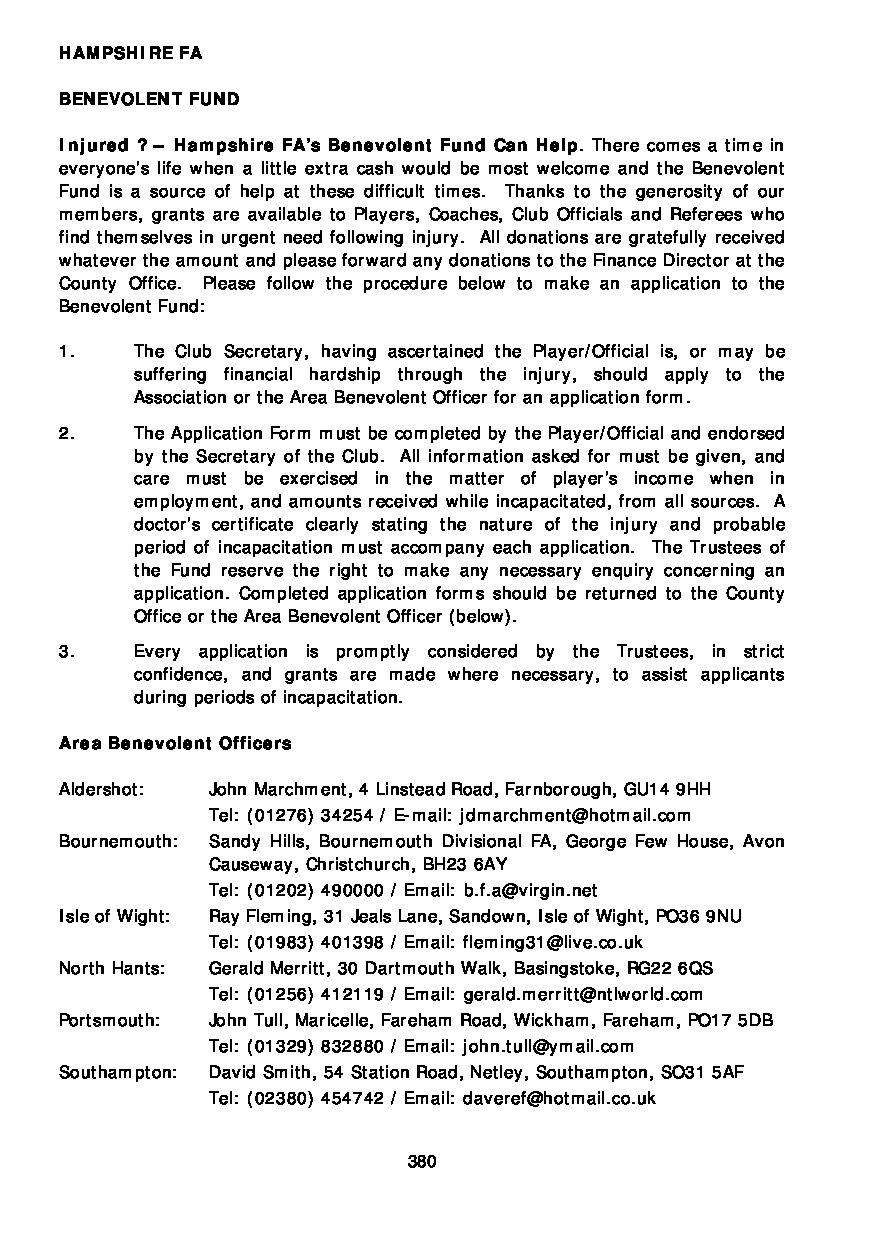 HAMPSHIRE FA
BENEVOLENT FUND
Injured ? – Hampshire FA's Benevolent Fund Can Help. There comes a time in
everyone's life when a little extra cash would be most welcome and the Benevolent
Fund is a source of help at these difficult times. Thanks to the generosity of our
members, grants are available to Players, Coaches, Club Officials and Referees who
find themselves in urgent need following injury. All donations are gratefully received
whatever the amount and please forward any donations to the Finance Director at the
County Office. Please follow the procedure below to make an application to the
Benevolent Fund:
1. The Club Secretary, having ascertained the Player/Official is, or may be
suffering financial hardship through the injury, should apply to the
Association or the Area Benevolent Officer for an application form.
2. The Application Form must be completed by the Player/Official and endorsed
by the Secretary of the Club. All information asked for must be given, and
care must be exercised in the matter of player's income when in
employment, and amounts received while incapacitated, from all sources. A
doctor's certificate clearly stating the nature of the injury and probable
period of incapacitation must accompany each application. The Trustees of
the Fund reserve the right to make any necessary enquiry concerning an
application. Completed application forms should be returned to the County
Office or the Area Benevolent Officer (below).
3. Every application is promptly considered by the Trustees, in strict
confidence, and grants are made where necessary, to assist applicants
during periods of incapacitation.
Area Benevolent Officers
Aldershot: John Marchment, 4 Linstead Road, Farnborough, GU14 9HH
Tel: (01276) 34254 / E-mail: jdmarchment@hotmail.com
Bournemouth: Sandy Hills, Bournemouth Divisional FA, George Few House, Avon
Causeway, Christchurch, BH23 6AY
Tel: (01202) 490000 / Email: b.f.a@virgin.net
Isle of Wight: Ray Fleming, 31 Jeals Lane, Sandown, Isle of Wight, PO36 9NU
Tel: (01983) 401398 / Email: fleming31@live.co.uk
North Hants: Gerald Merritt, 30 Dartmouth Walk, Basingstoke, RG22 6QS
Tel: (01256) 412119 / Email: gerald.merritt@ntlworld.com
Portsmouth: John Tull, Maricelle, Fareham Road, Wickham, Fareham, PO17 5DB
Tel: (01329) 832880 / Email: john.tull@ymail.com
Southampton: David Smith, 54 Station Road, Netley, Southampton, SO31 5AF
Tel: (02380) 454742 / Email: daveref@hotmail.co.uk
380